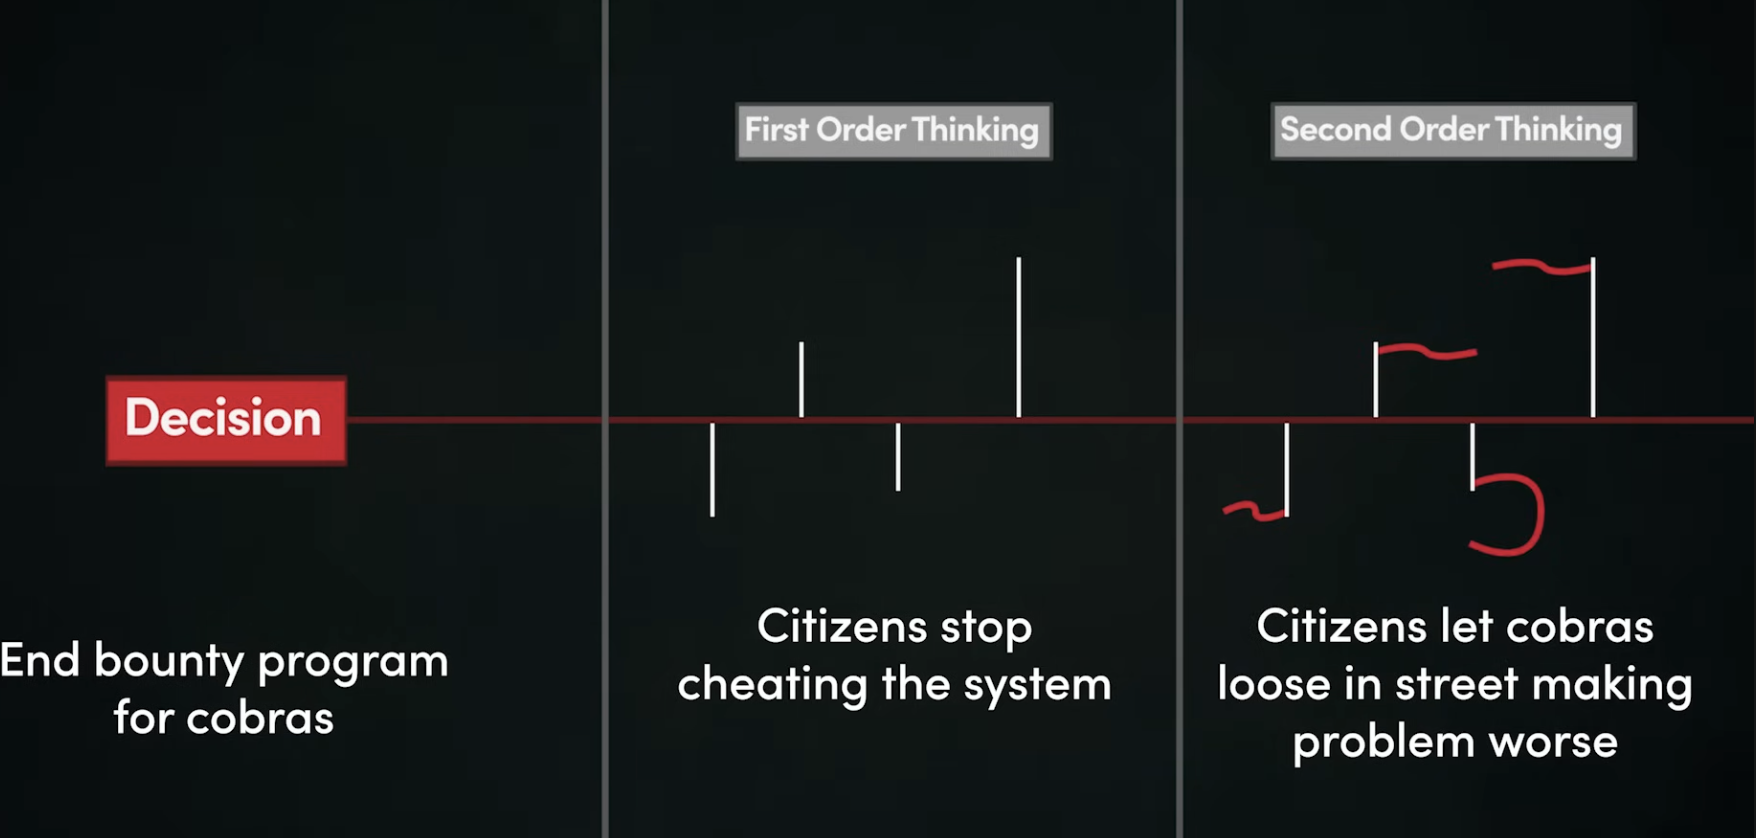 First Order Thinking
Second Order Thinking
Decision
End bounty program
for cobras
Citizens stop
cheating the system
Citizens let cobras
loose in street making
problem worse